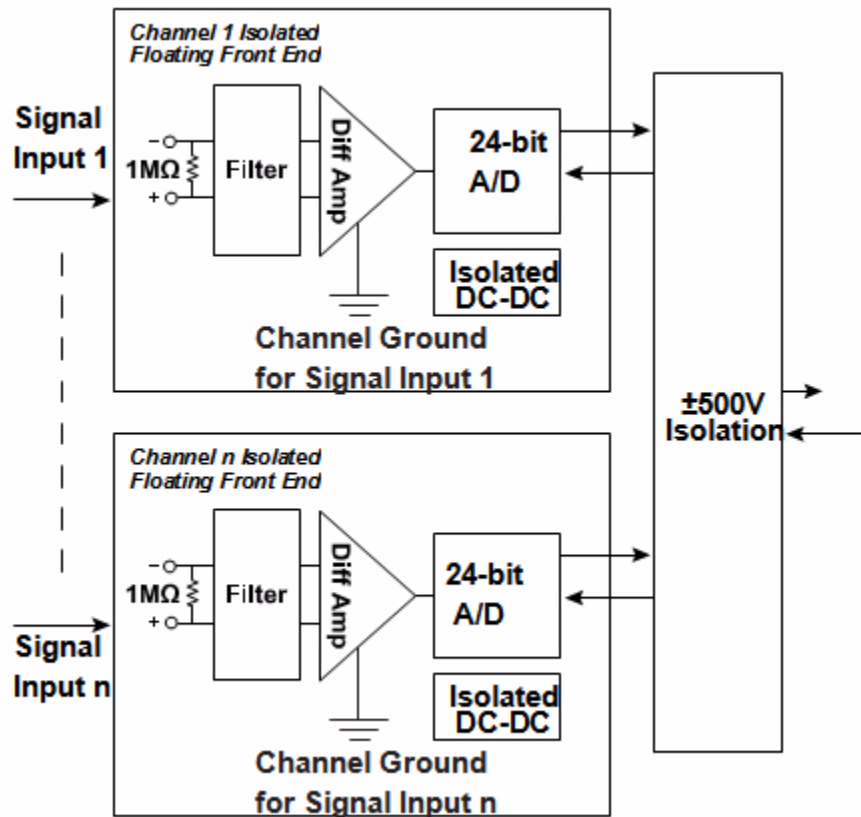 Channel 1 Isolated
Floating Front End
Signal
Input 1
−
1MΩ
+
Filter
Diff Amp
24-bit
A/D
Isolated
DC-DC
Channel Ground
for Signal Input 1
±500V
Isolation
Channel n Isolated
Floating Front End
−
1MΩ
+
Filter
Diff Amp
24-bit
A/D
Isolated
DC-DC
Signal
Input n
Channel Ground
for Signal Input n